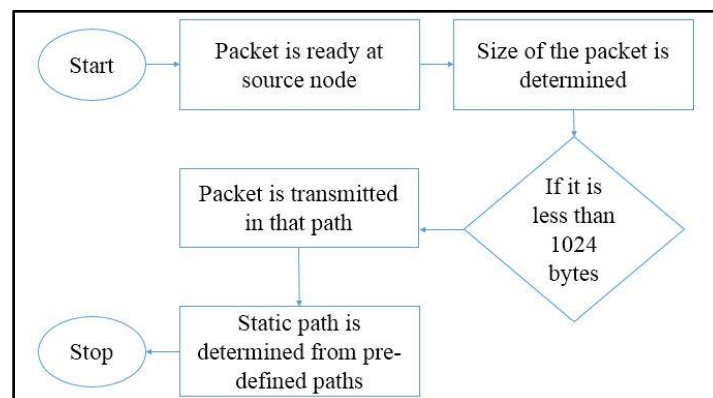 Start
Packet is ready at
source node
Size of the packet is
determined
If it is
less than
1024
bytes
Packet is transmitted
in that path
Static path is
determined from pre-
defined paths
Stop